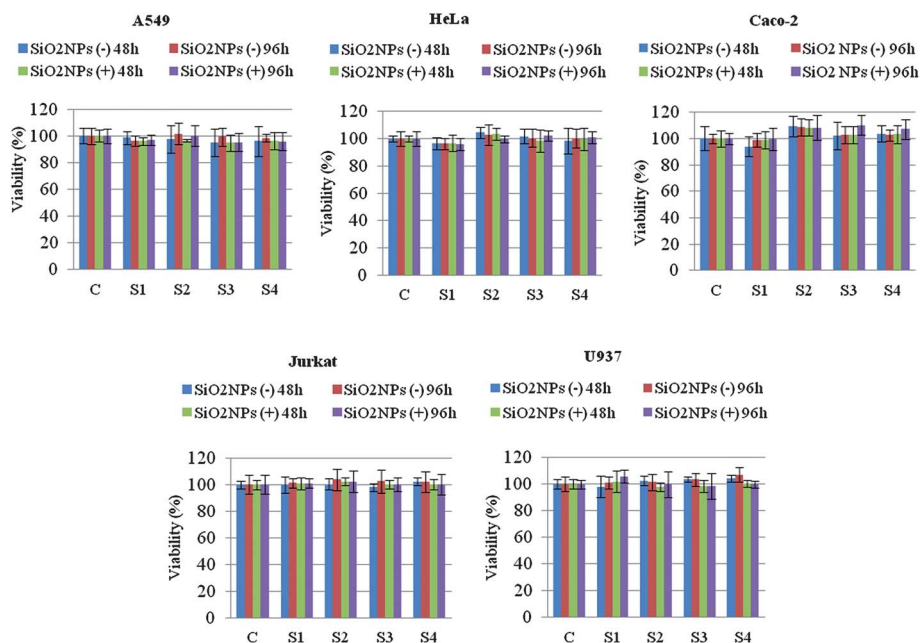 A549
SiO2NPs (-) 48h SiO2NPs (-) 96h
SiO2NPs (+) 48h SiO2NPs (+) 96h
Viability (%)
120
100
80
60
40
20
0
C S1 S2 S3 S4
HeLa
SiO2NPs (-) 48h SiO2NPs (-) 96h
SiO2NPs (+) 48h SiO2NPs (+) 96h
Viability (%)
120
100
80
60
40
20
0
C S1 S2 S3 S4
Caco-2
SiO2NPs (-) 48h SiO2 NPs (-) 96h
SiO2NPs (+) 48h SiO2 NPs (+) 96h
Viability (%)
120
100
80
60
40
20
0
C S1 S2 S3 S4
Jurkat
SiO2NPs (-) 48h SiO2NPs (-) 96h
SiO2NPs (+) 48h SiO2NPs (+) 96h
Viability (%)
120
100
80
60
40
20
0
C S1 S2 S3 S4
U937
SiO2NPs (-) 48h SiO2NPs (-) 96h
SiO2NPs (+) 48h SiO2NPs (+) 96h
Viability (%)
120
100
80
60
40
20
0
C S1 S2 S3 S4